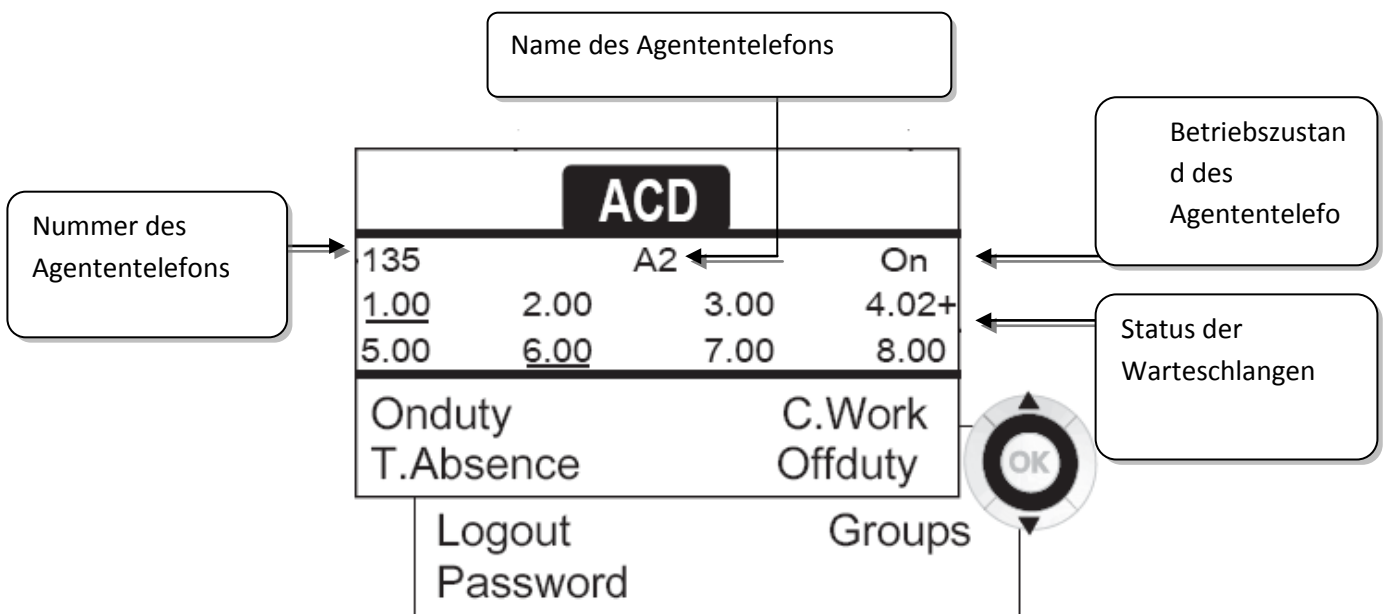 Name des Agententelefons
Betriebszustan
d des
Agententelefo
Nummer des
Agententelefons
ACD
135 A2 On
1.00 2.00 3.00 4.02+
5.00 6.00 7.00 8.00
Status der
Warteschlangen
Onduty C.Work
T.Absence Offduty
OK
Logout Groups
Password